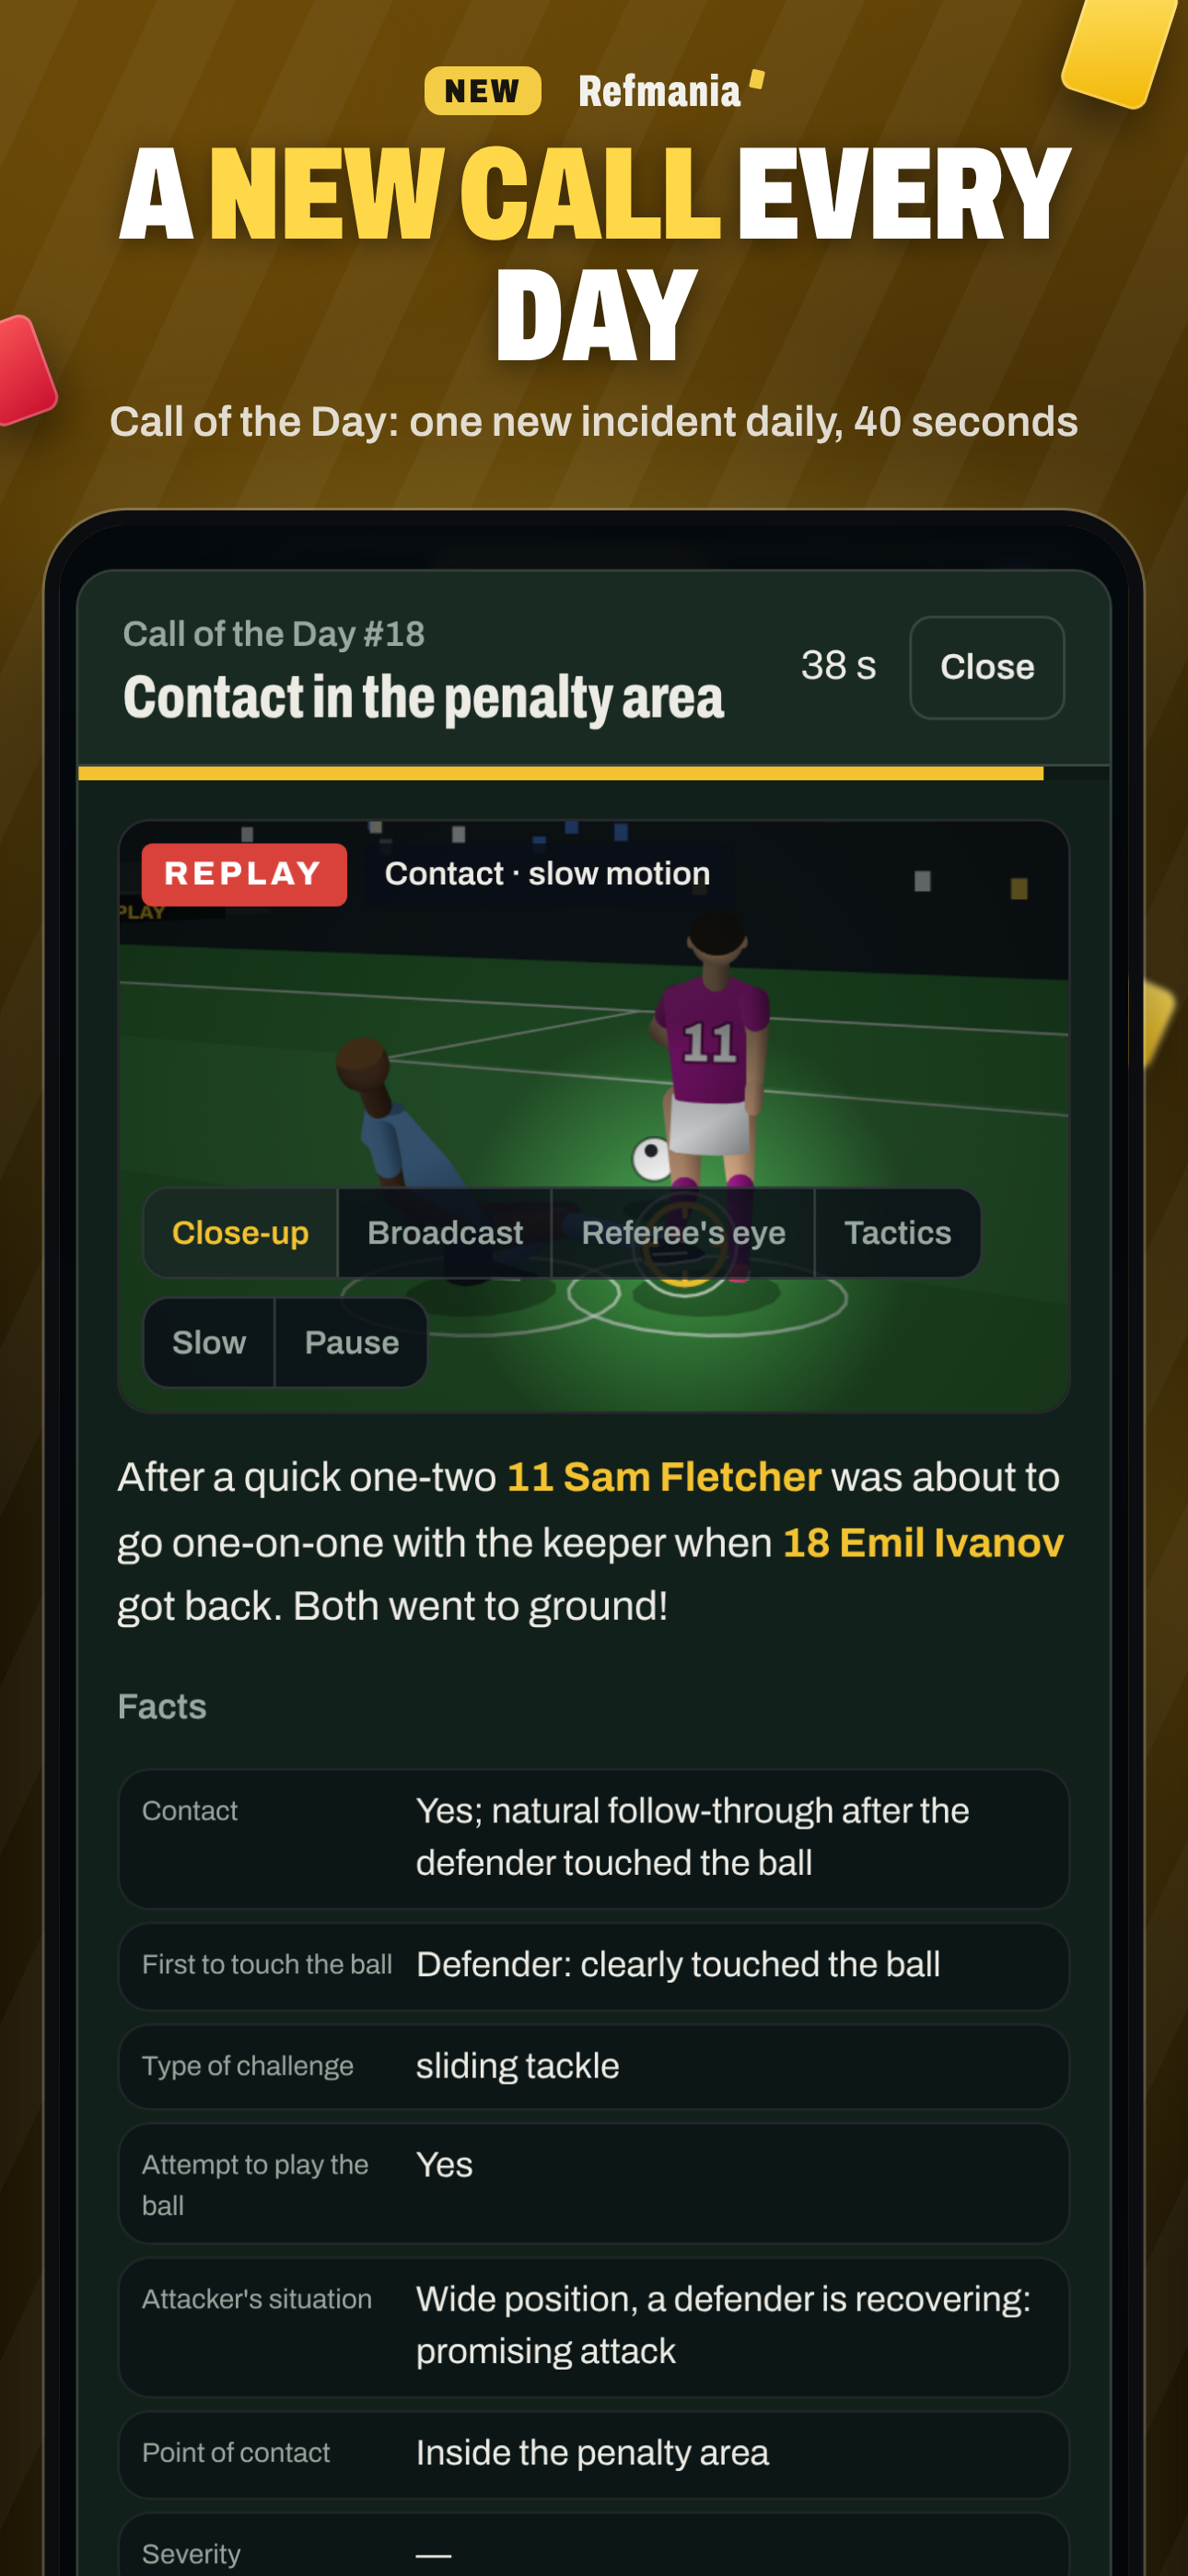 NEW Refmania
A NEW CALL EVERY
DAY
Call of the Day: one new incident daily, 40 seconds
Call of the Day #18
Contact in the penalty area
38 s
Close
REPLAY
Contact · slow motion
PLAY
11
Close-up
Broadcast
Referee's eye
Tactics
Slow
Pause
After a quick one-two 11 Sam Fletcher was about to
go one-on-one with the keeper when 18 Emil Ivanov
got back. Both went to ground!
Facts
Contact
Yes; natural follow-through after the
defender touched the ball
First to touch the ball
Defender: clearly touched the ball
Type of challenge
sliding tackle
Attempt to play the
ball
Yes
Attacker's situation
Wide position, a defender is recovering:
promising attack
Point of contact
Inside the penalty area
Severity
—